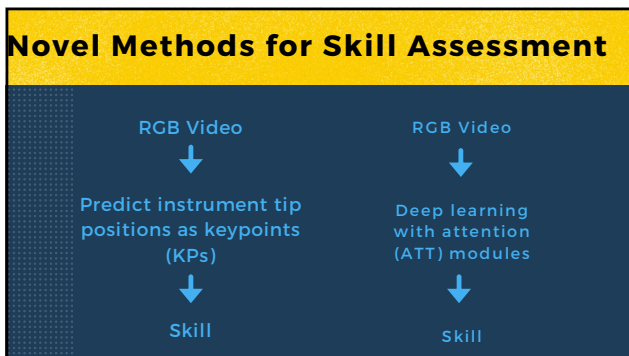 Novel Methods for Skill Assessment
RGB Video
Predict instrument tip
positions as keypoints
(KPs)
Skill
RGB Video
Deep learning
with attention
(ATT) modules
Skill